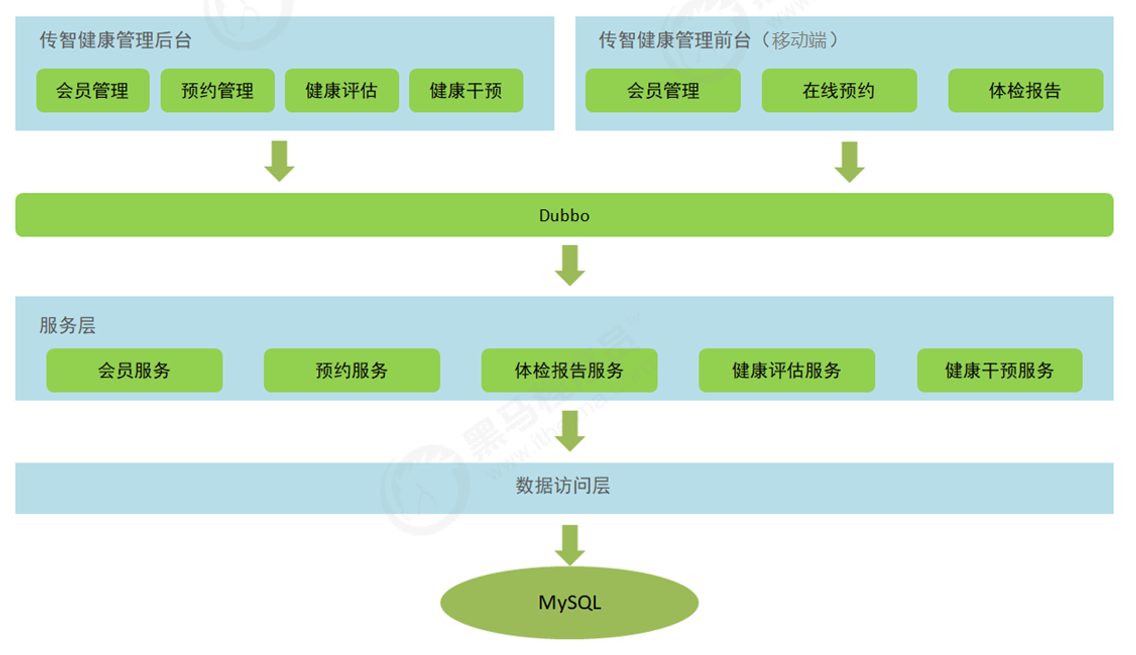 传智健康管理后台
会员管理
预约管理
健康评估
健康干预
传智健康管理前台（移动端）
会员管理
在线预约
体检报告
Dubbo
服务层
会员服务
预约服务
体检报告服务
健康评估服务
健康干预服务
数据访问层
MySQL